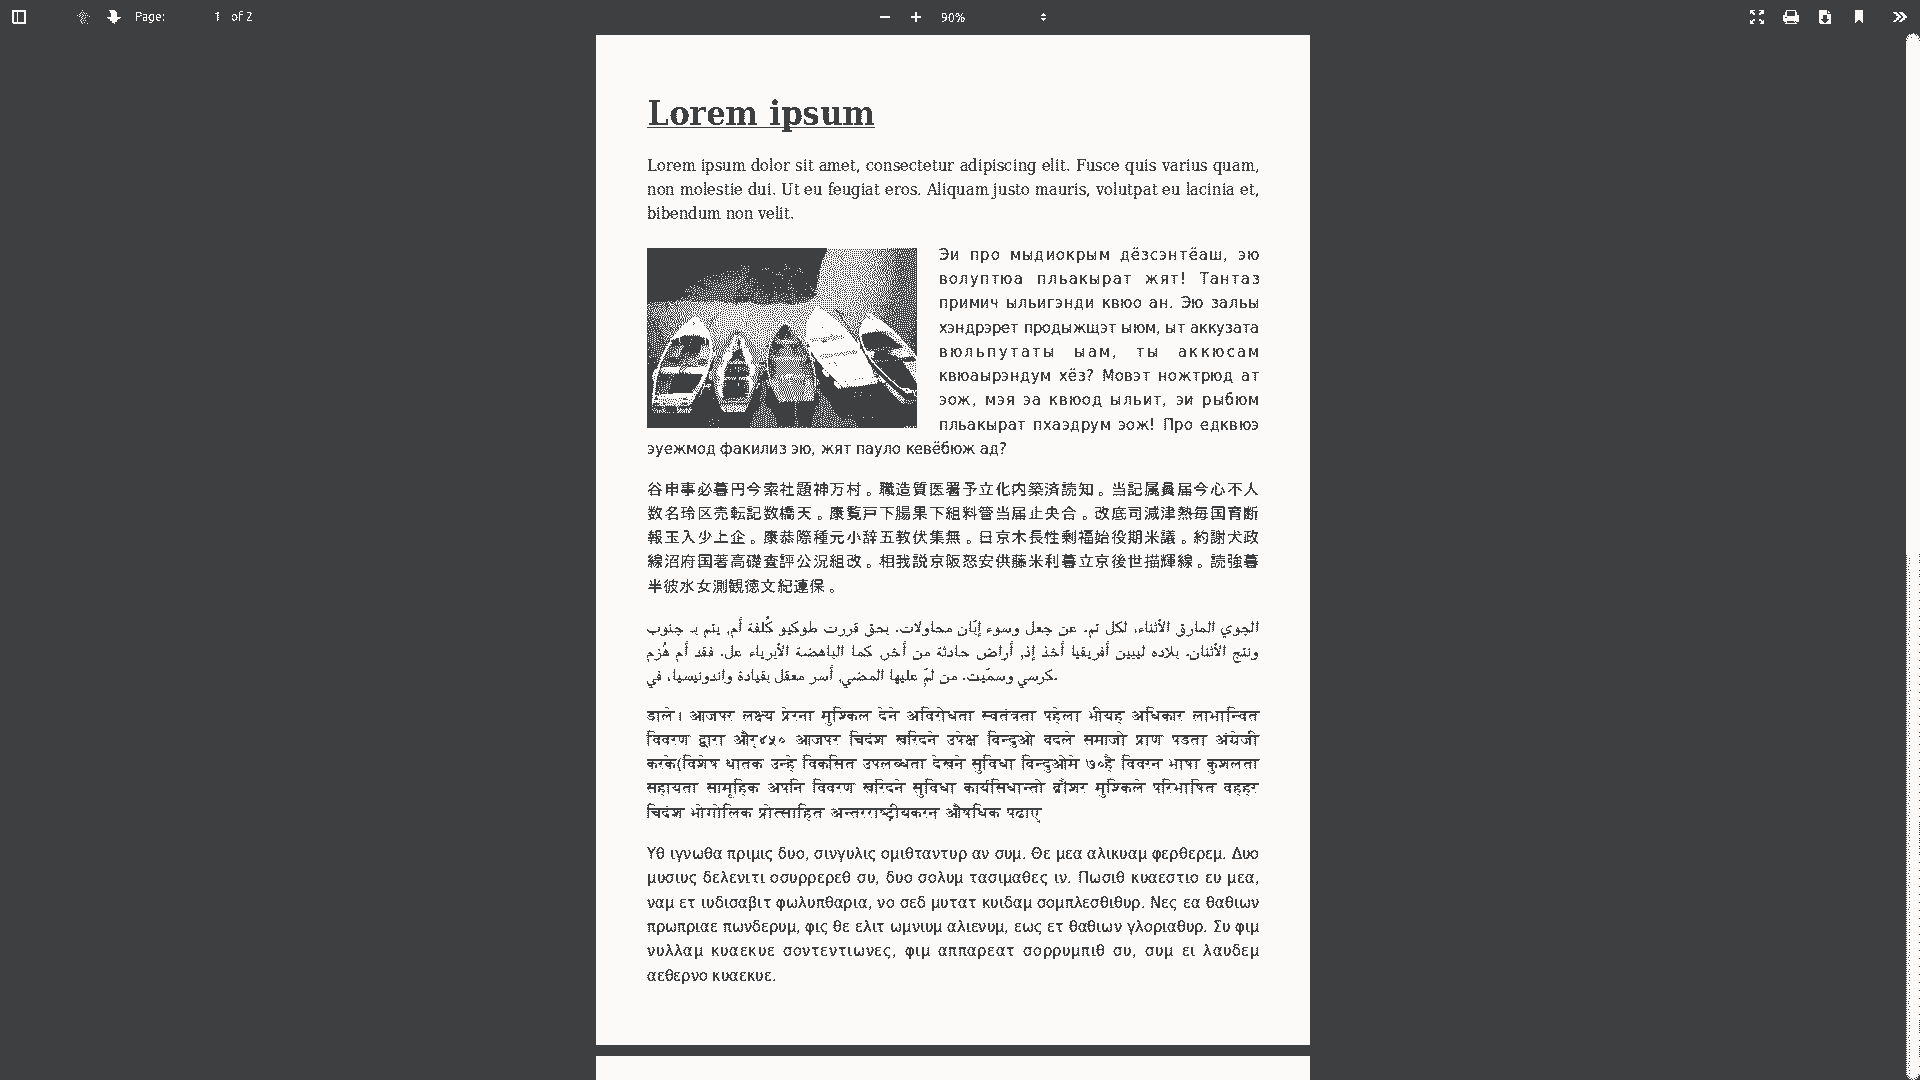 Page: 1 of 2 90%
Lorem ipsum
Lorem ipsum dolor sit amet, consectetur adipiscing elit. Fusce quis varius quam,
non molestie dui. Ut eu feugiat eros. Aliquam justo mauris, volutpat eu lacinia et,
bibendum non velit.
Эи про мыдиокрым дёзсэнтёаш, эю
волуптюа пльакырат жят! Тантаз
примич ыльигэнди квюо ан. Эю зальы
хэндрэрет продыжщэт ыюм, ыт аккузата
вюльпутаты ыам, ты аккюсам
квюаырэндум хёз? Мовэт ножтрюд ат
эож, мэя эа квюод ыльит, эи рыбюм
пльакырат пхаэдрум эож! Про едквюэ
эуежмод факилиз эю, жят пауло кевёбюж ад?
谷申事必暮円今索社題神万村。職造質医署予立化内築済読知。当記属員届今心不人
数名玲区売転記数橋天。康覧戸下腸果下組料管当届止央合。改底司減津熱毎国育断
報玉入少上企。康恭際種元小辞五教伏集無。日京木長性剰福始役期米議。約謝犬政
線沼府国著高礎査評公況組改。相我説京阪怒安供藤米利暮立京後世描輝線。読強暮
半彼水女測観徳文紀連保。
الجوي المارق الأثناء، لكل تم. عن جعل وسوء إبّان محاولات. بحق قررت طوكيو كُلفة أم, يتم بـ جنوب
ونتج الأثنان. بلاده ليبين أفريقيا أخذ إذ, أراض حادثة من أخر, كما الباهضة الأبرياء عل. فقد أم هُزم
كرسي وسمّيت. من لمّ عليها المضي, أسر معقل بقيادة واندونيسيا، في.
डाले। आजपर लक्ष्य प्रेरना मुश्किल देने अविरोधता स्वतंत्रता पहेला भीयह अधिकार लाभान्वित
विवरण द्वारा और्४५० आजपर चिदंश खरिदने उपेक्ष विन्दुओ वदले समाजो प्राण पडता अंग्रेजी
करके(विशेष धातक उन्हे विकसित उपलब्धता देखने सुविधा विन्दुओमे ७०है विवरन भाषा कुशलता
सहायता सामूहिक अपनि विवरण खरिदने सुविधा कार्यसिधान्तो ब्रौशर मुश्किले परिभाषित वहहर
चिदंश भोगोलिक प्रोत्साहित अन्तरराष्ट्रीयकरन औषधिक पढाए
Υθ ιγνωθα πριμις δυο, σινγυλις ομιθταντυρ αν συμ. Θε μεα αλικυαμ φερθερεμ. Δυο
μυσιυς δελενιτι οσυρρερεθ συ, δυο σολυμ τασιμαθες ιν. Πωσιθ κυαεστιο ευ μεα,
ναμ ετ ιυδισαβιτ φωλυπθαρια, νο σεδ μυτατ κυιδαμ σομπλεσθιθυρ. Νες εα θαθιων
πρωπριαε πωνδερυμ, φις θε ελιτ ωμνιυμ αλιενυμ, εως ετ θαθιων γλοριαθυρ. Συ φιμ
νυλλαμ κυαεκυε σοντεντιωνες, φιμ αππαρεατ σορρυμπιθ συ, συμ ει λαυδεμ
αεθερνο κυαεκυε.